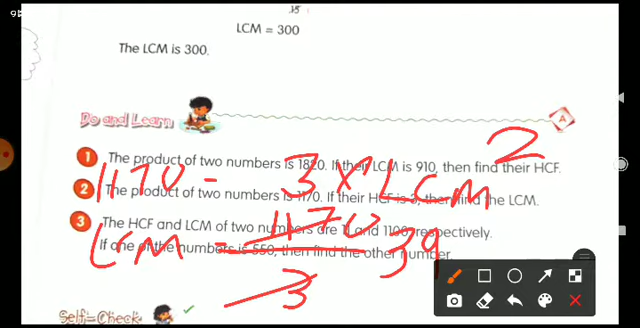 LCM = 300
The LCM is 300.
Do and Learn
A
2
1 The product of two numbers is 1820. If their LCM is 910, then find their HCF.
1170 = 3 x LCM
2 The product of two numbers is 1170. If their HCF is 3, then find the LCM.
3 The HCF and LCM of two numbers are 11 and 1100 respectively.
If one of the numbers is 550, then find the other number.
LCM = 1170 39
3
Self-Check